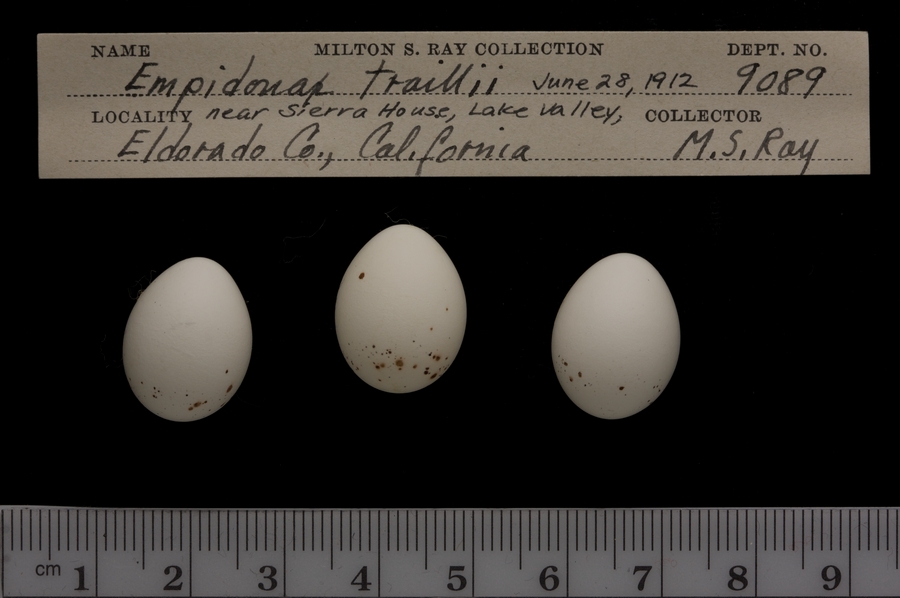 NAME MILTON S. RAY COLLECTION DEPT. NO.
Empidonax traillii June 28, 1912 9089
LOCALITY near Sierra House, Lake Valley, COLLECTOR
Eldorado Co., California M.S. Ray
cm 1 2 3 4 5 6 7 8 9